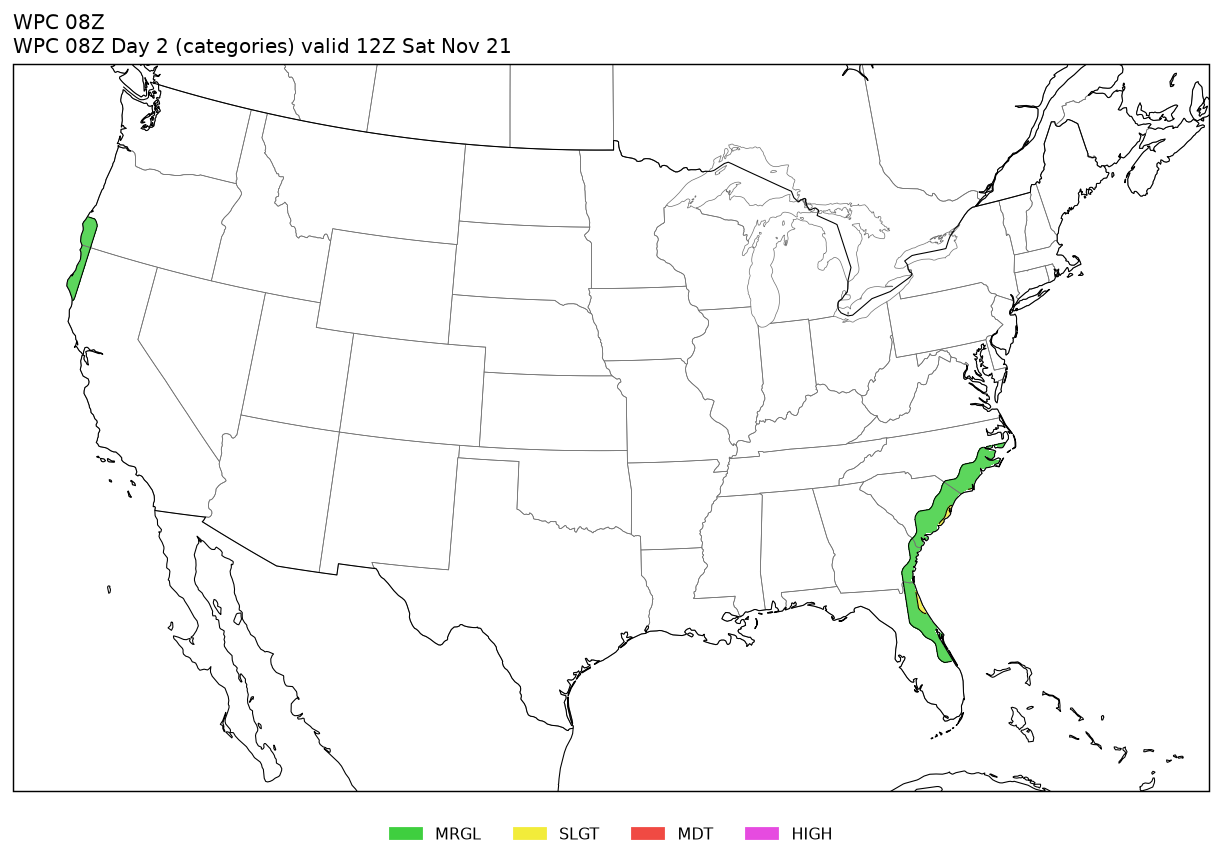 WPC 08Z
WPC 08Z Day 2 (categories) valid 12Z Sat Nov 21
MRGL SLGT MDT HIGH